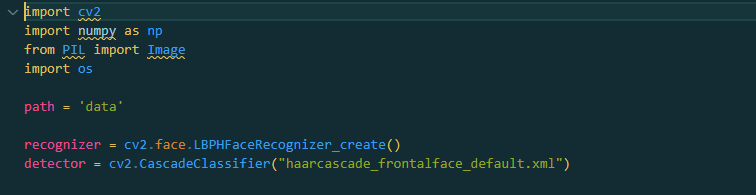 import cv2
import numpy as np
from PIL import Image
import os
path = 'data'
recognizer = cv2.face.LBPHFaceRecognizer_create()
detector = cv2.CascadeClassifier("haarcascade_frontalface_default.xml")